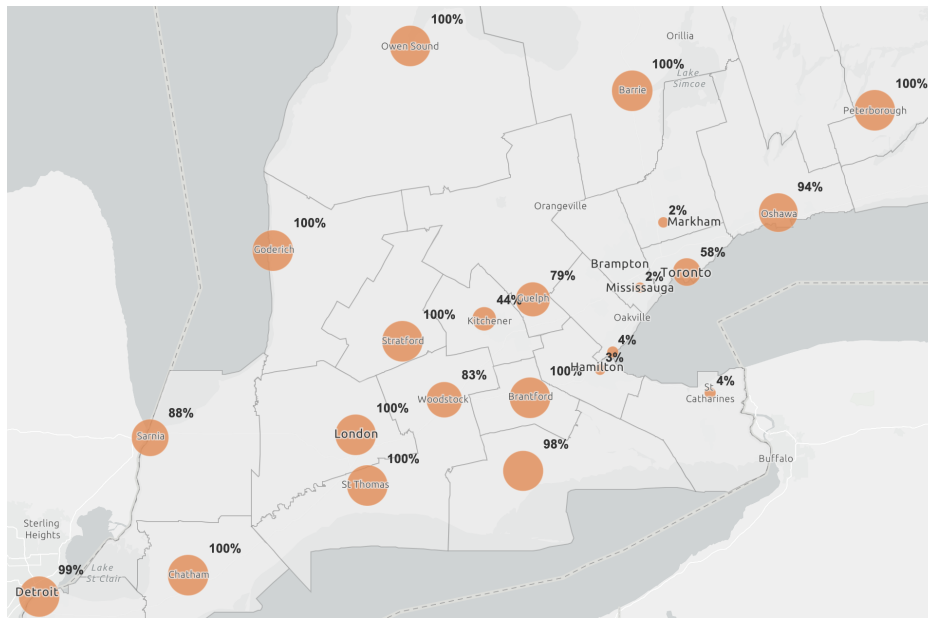 100%
Owen Sound
Orillia
100%
Barrie
Lake
Simcoe
100%
Peterborough
94%
Oshawa
Orangeville
2%
Markham
100%
Goderich
58%
Toronto
Brampton
2%
Mississauga
79%
Guelph
44%
Kitchener
Oakville
100%
Stratford
4%
3%
Hamilton
83%
Woodstock
100%
Brantford
4%
St
Catharines
88%
Sarnia
100%
London
98%
Buffalo
100%
St Thomas
Sterling
Heights
100%
Chatham
Lake
St Clair
99%
Detroit